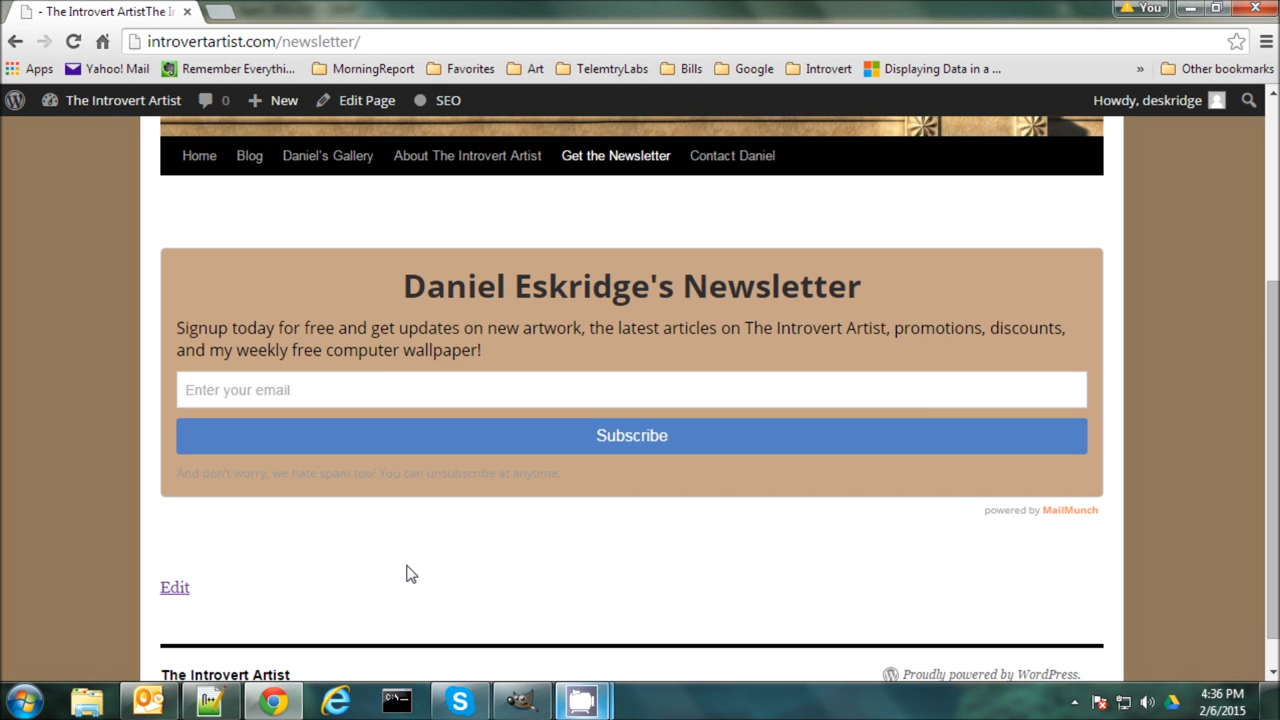 - The Introvert ArtistThe Ir
You
introvertartist.com/newsletter/
Apps Yahoo! Mail Remember Everythi... MorningReport Favorites Art TelemtryLabs Bills Google Introvert Displaying Data in a ... » Other bookmarks
The Introvert Artist 0 New Edit Page SEO Howdy, deskridge
Home Blog Daniel's Gallery About The Introvert Artist Get the Newsletter Contact Daniel
Daniel Eskridge's Newsletter
Signup today for free and get updates on new artwork, the latest articles on The Introvert Artist, promotions, discounts,
and my weekly free computer wallpaper!
Enter your email
Subscribe
And don't worry, we hate spam too! You can unsubscribe at anytime.
powered by MailMunch
Edit
The Introvert Artist Proudly powered by WordPress.
4:36 PM
2/6/2015